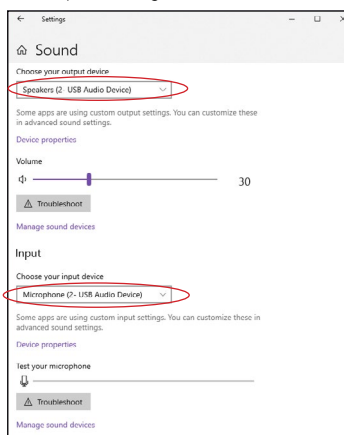 Settings
Sound
Choose your output device
Speakers (2- USB Audio Device)
Some apps are using custom output settings. You can customize these
in advanced sound settings.
Device properties
Volume
30
Troubleshoot
Manage sound devices
Input
Choose your input device
Microphone (2- USB Audio Device)
Some apps are using custom input settings. You can customize these in
advanced sound settings.
Device properties
Test your microphone
Troubleshoot
Manage sound devices